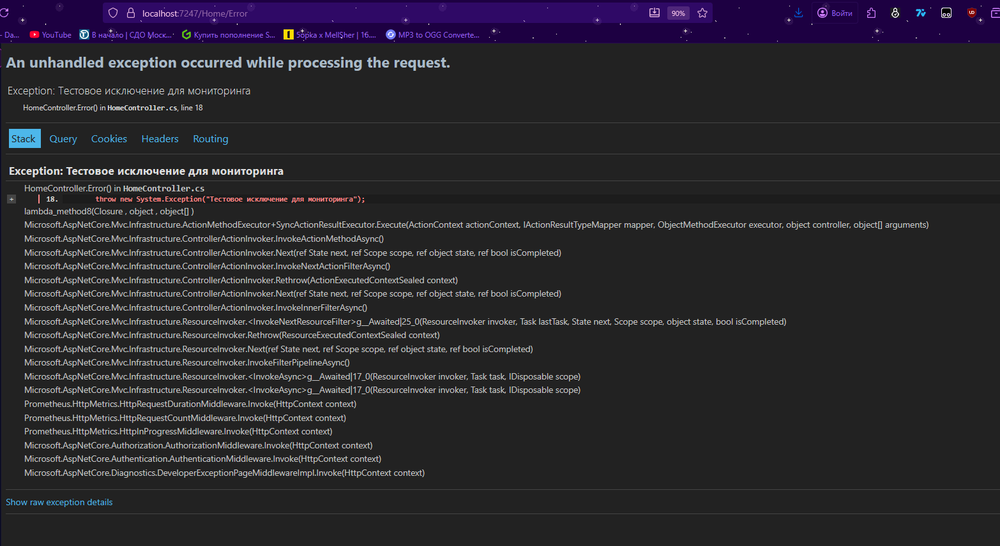 localhost:7247/Home/Error
90%
Войти
- Da...
YouTube
В начало | СДО Моск...
Купить пополнение S...
5opka x MellSher | 16....
MP3 to OGG Converte...
An unhandled exception occurred while processing the request.
Exception: Тестовое исключение для мониторинга
HomeController.Error() in HomeController.cs, line 18
Stack
Query
Cookies
Headers
Routing
Exception: Тестовое исключение для мониторинга
HomeController.Error() in HomeController.cs
+ 18. throw new System.Exception("Тестовое исключение для мониторинга");
lambda_method8(Closure , object , object[] )
Microsoft.AspNetCore.Mvc.Infrastructure.ActionMethodExecutor+SyncActionResultExecutor.Execute(ActionContext actionContext, IActionResultTypeMapper mapper, ObjectMethodExecutor executor, object controller, object[] arguments)
Microsoft.AspNetCore.Mvc.Infrastructure.ControllerActionInvoker.InvokeActionMethodAsync()
Microsoft.AspNetCore.Mvc.Infrastructure.ControllerActionInvoker.Next(ref State next, ref Scope scope, ref object state, ref bool isCompleted)
Microsoft.AspNetCore.Mvc.Infrastructure.ControllerActionInvoker.InvokeNextActionFilterAsync()
Microsoft.AspNetCore.Mvc.Infrastructure.ControllerActionInvoker.Rethrow(ActionExecutedContextSealed context)
Microsoft.AspNetCore.Mvc.Infrastructure.ControllerActionInvoker.Next(ref State next, ref Scope scope, ref object state, ref bool isCompleted)
Microsoft.AspNetCore.Mvc.Infrastructure.ControllerActionInvoker.InvokeInnerFilterAsync()
Microsoft.AspNetCore.Mvc.Infrastructure.ResourceInvoker.<InvokeNextResourceFilter>g__Awaited|25_0(ResourceInvoker invoker, Task lastTask, State next, Scope scope, object state, bool isCompleted)
Microsoft.AspNetCore.Mvc.Infrastructure.ResourceInvoker.Rethrow(ResourceExecutedContextSealed context)
Microsoft.AspNetCore.Mvc.Infrastructure.ResourceInvoker.Next(ref State next, ref Scope scope, ref object state, ref bool isCompleted)
Microsoft.AspNetCore.Mvc.Infrastructure.ResourceInvoker.InvokeFilterPipelineAsync()
Microsoft.AspNetCore.Mvc.Infrastructure.ResourceInvoker.<InvokeAsync>g__Awaited|17_0(ResourceInvoker invoker, Task task, IDisposable scope)
Microsoft.AspNetCore.Mvc.Infrastructure.ResourceInvoker.<InvokeAsync>g__Awaited|17_0(ResourceInvoker invoker, Task task, IDisposable scope)
Prometheus.HttpMetrics.HttpRequestDurationMiddleware.Invoke(HttpContext context)
Prometheus.HttpMetrics.HttpRequestCountMiddleware.Invoke(HttpContext context)
Prometheus.HttpMetrics.HttpInProgressMiddleware.Invoke(HttpContext context)
Microsoft.AspNetCore.Authorization.AuthorizationMiddleware.Invoke(HttpContext context)
Microsoft.AspNetCore.Authentication.AuthenticationMiddleware.Invoke(HttpContext context)
Microsoft.AspNetCore.Diagnostics.DeveloperExceptionPageMiddlewareImpl.Invoke(HttpContext context)
Show raw exception details